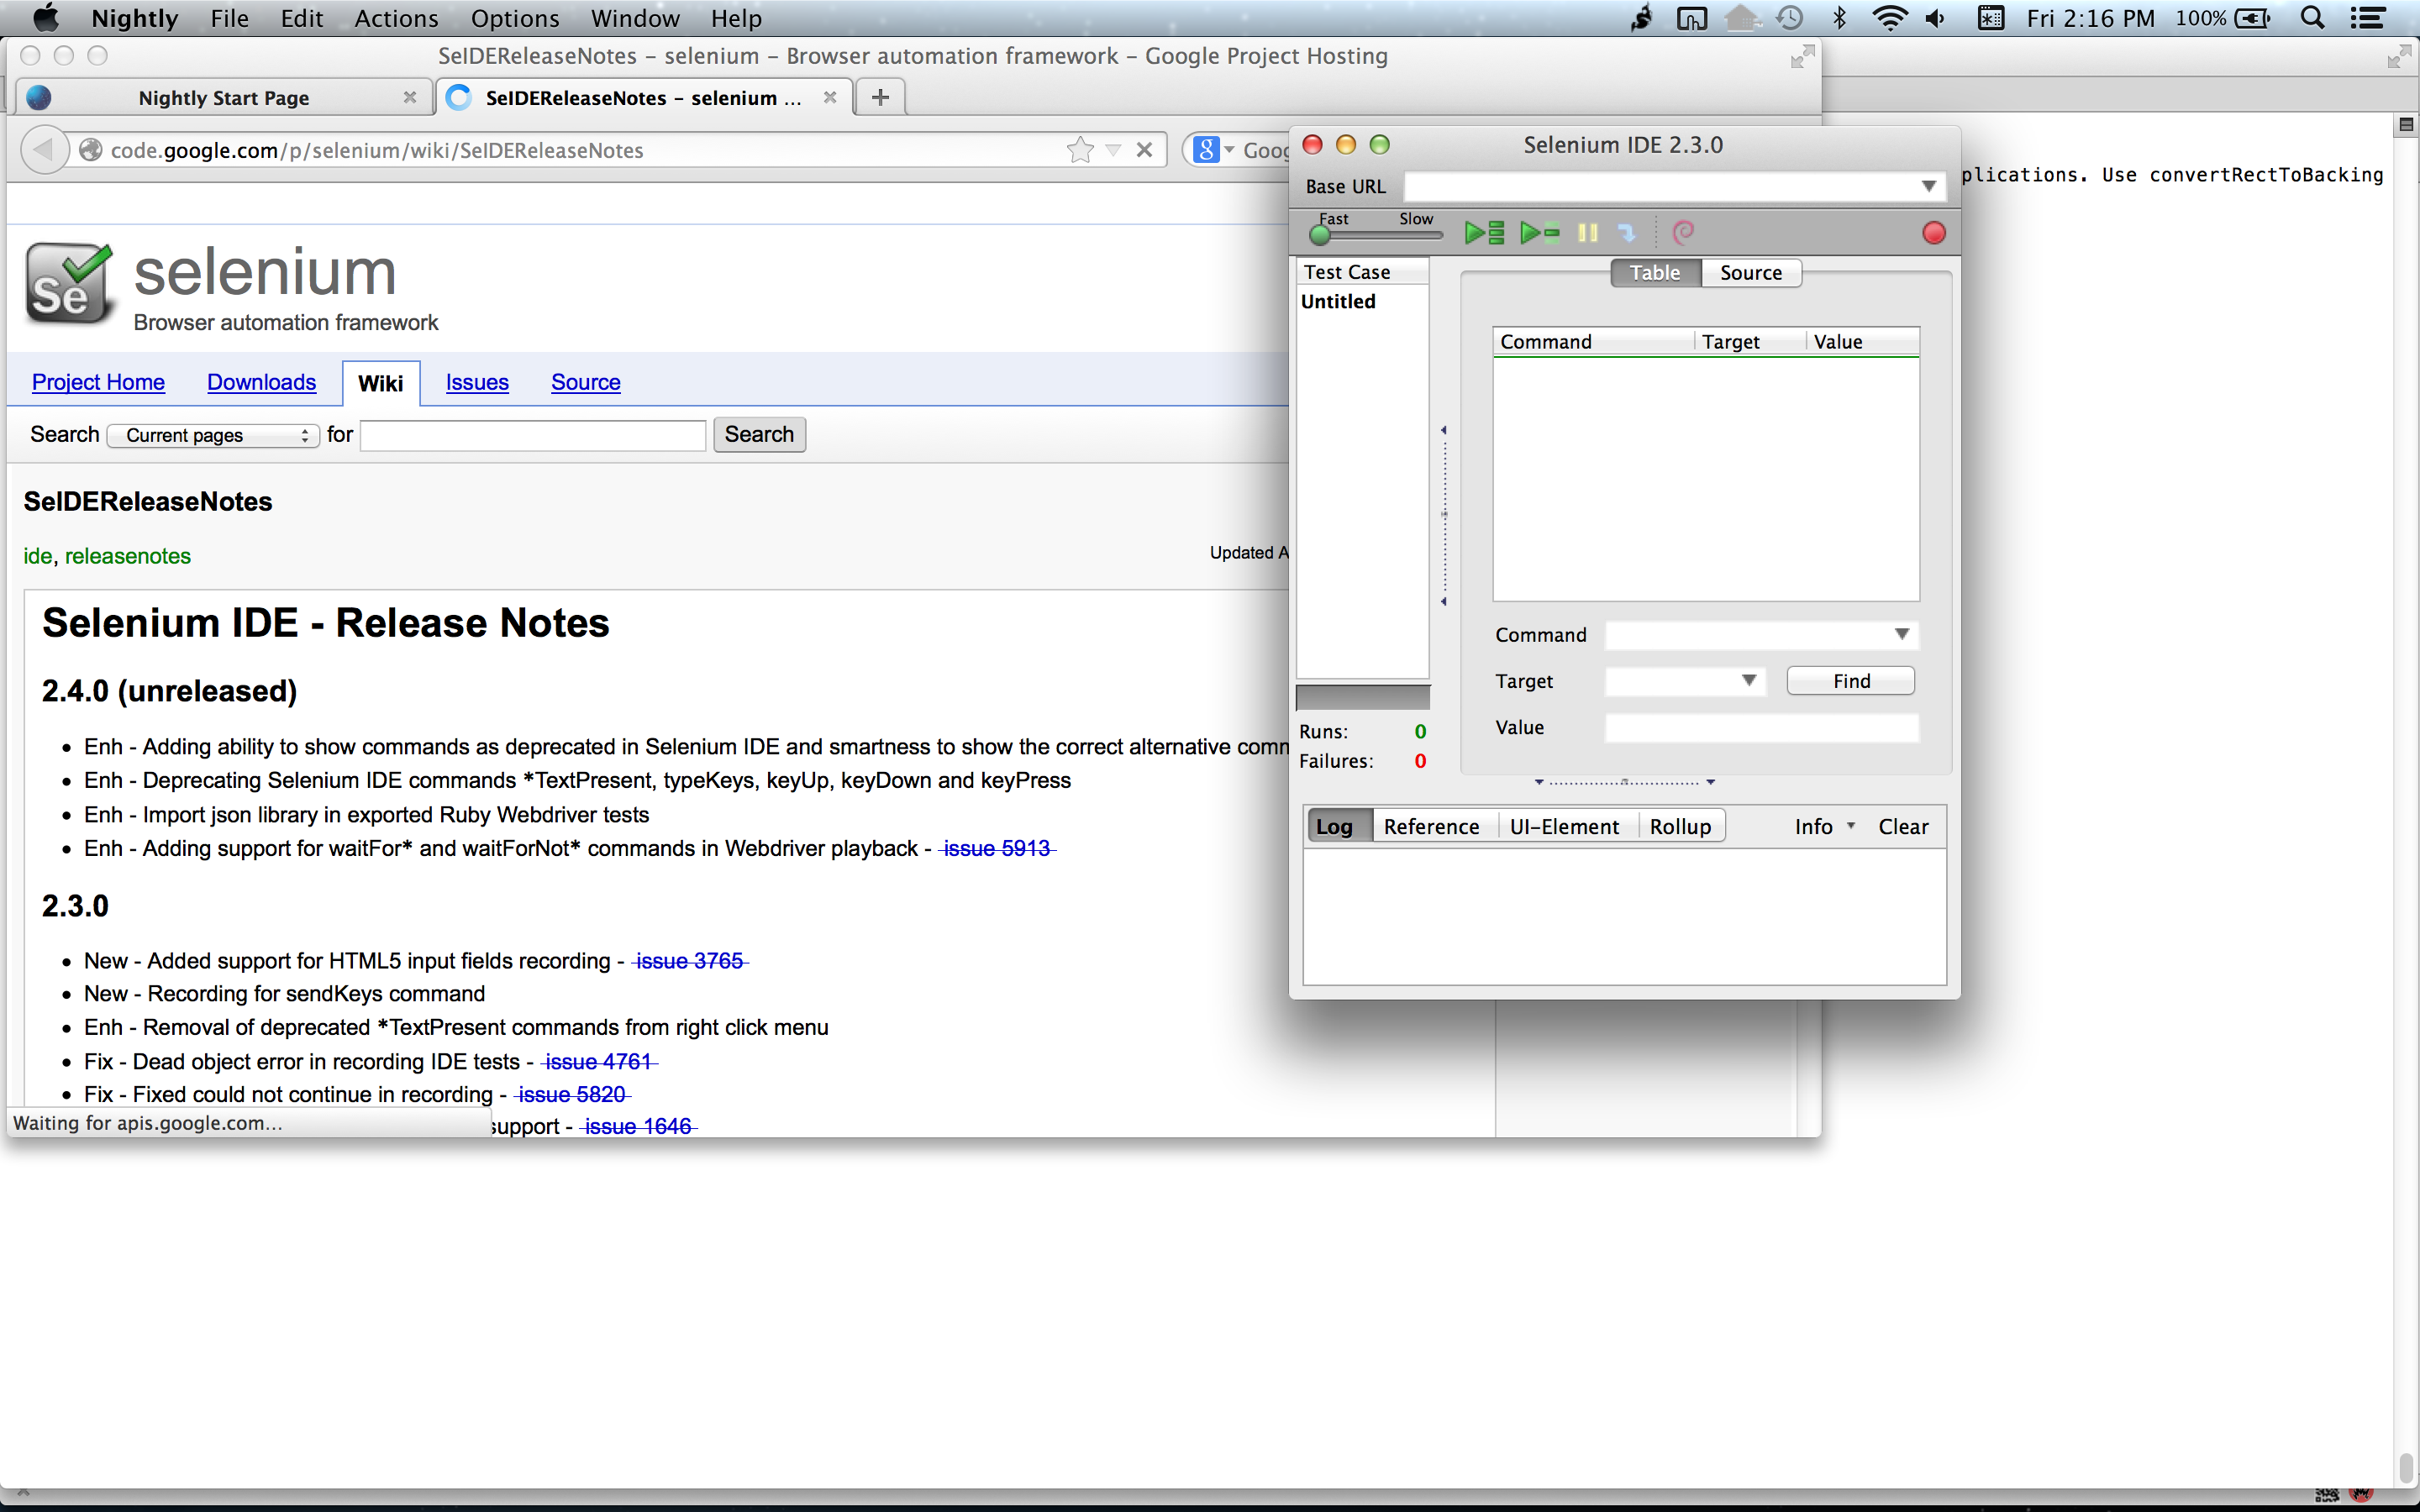 Nightly File Edit Actions Options Window Help Fri 2:16 PM 100%
SeIDEReleaseNotes – selenium – Browser automation framework – Google Project Hosting
Nightly Start Page
SeIDEReleaseNotes – selenium ...
code.google.com/p/selenium/wiki/SeIDEReleaseNotes
Goog
Se
selenium
Browser automation framework
Project Home Downloads Wiki Issues Source
Search Current pages for Search
SeIDEReleaseNotes
ide, releasenotes
Updated A
Selenium IDE - Release Notes
2.4.0 (unreleased)
Enh - Adding ability to show commands as deprecated in Selenium IDE and smartness to show the correct alternative comm
Enh - Deprecating Selenium IDE commands *TextPresent, typeKeys, keyUp, keyDown and keyPress
Enh - Import json library in exported Ruby Webdriver tests
Enh - Adding support for waitFor* and waitForNot* commands in Webdriver playback - issue 5913
2.3.0
New - Added support for HTML5 input fields recording - issue 3765
New - Recording for sendKeys command
Enh - Removal of deprecated *TextPresent commands from right click menu
Fix - Dead object error in recording IDE tests - issue 4761
Fix - Fixed could not continue in recording - issue 5820
support - issue 1646
Waiting for apis.google.com...
Selenium IDE 2.3.0
Base URL
Fast Slow
Test Case
Untitled
Table Source
Command Target Value
Command
Target Find
Value
Runs: 0
Failures: 0
Log Reference UI-Element Rollup Info Clear
plications. Use convertRectToBacking